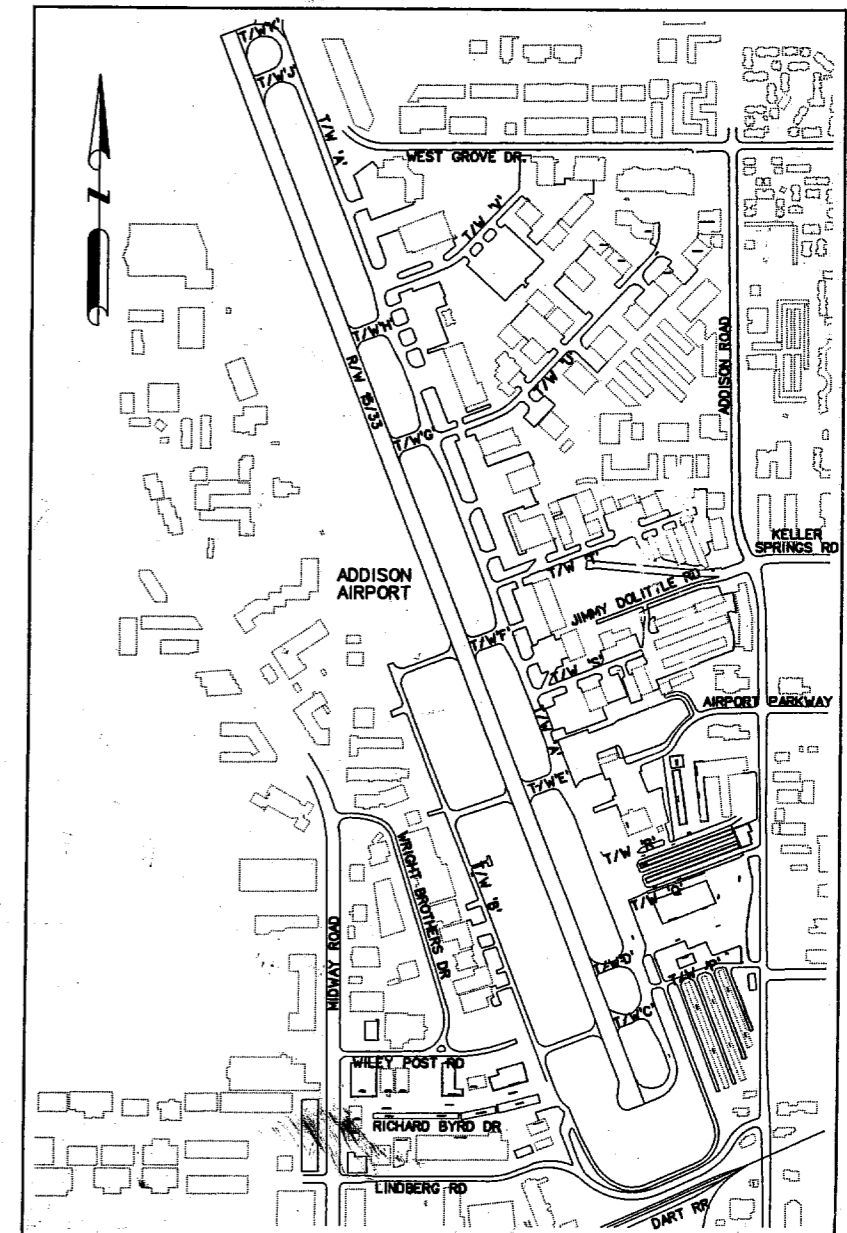 T/W'K'
T/W'J'
T/W 'A'
WEST GROVE DR.
N
T/W 'V'
T/W'H'
R/W 15/33
T/W 'U'
ADDISON ROAD
T/W'G'
KELLER
SPRINGS RD
T/W 'T'
ADDISON
AIRPORT
JIMMY DOLITTLE RD
T/W'F'
T/W 'S'
AIRPORT PARKWAY
T/W 'A'
T/W'E'
T/W 'R'
WRIGHT BROTHERS DR
T/W 'B'
T/W 'Q'
MIDWAY ROAD
T/W'D'
T/W 'P'
T/W'C'
WILEY POST RD
RICHARD BYRD DR
LINDBERG RD
DART RR